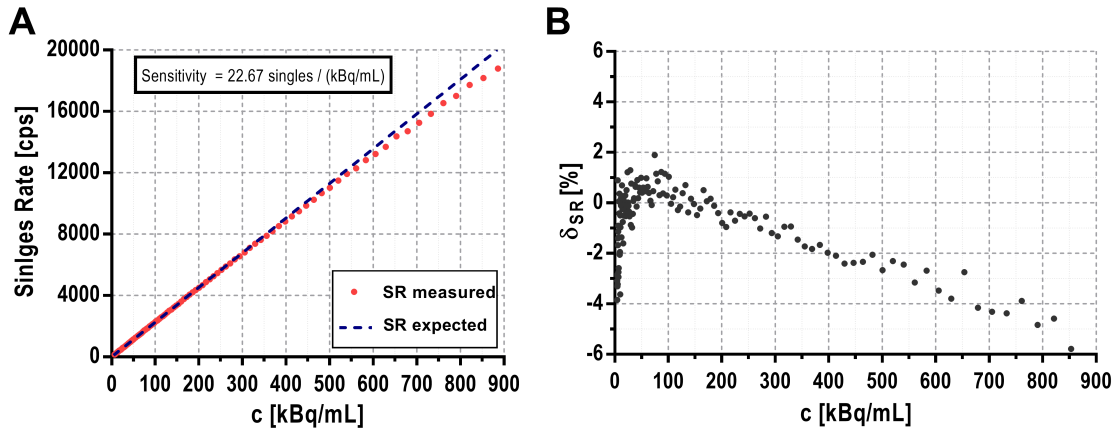 A
Sinlges Rate [cps]
20000
16000
12000
8000
4000
0
Sensitivity = 22.67 singles / (kBq/mL)
SR measured
SR expected
0 100 200 300 400 500 600 700 800 900
c [kBq/mL]
B
δSR [%]
6
4
2
0
-2
-4
-6
0 100 200 300 400 500 600 700 800 900
c [kBq/mL]